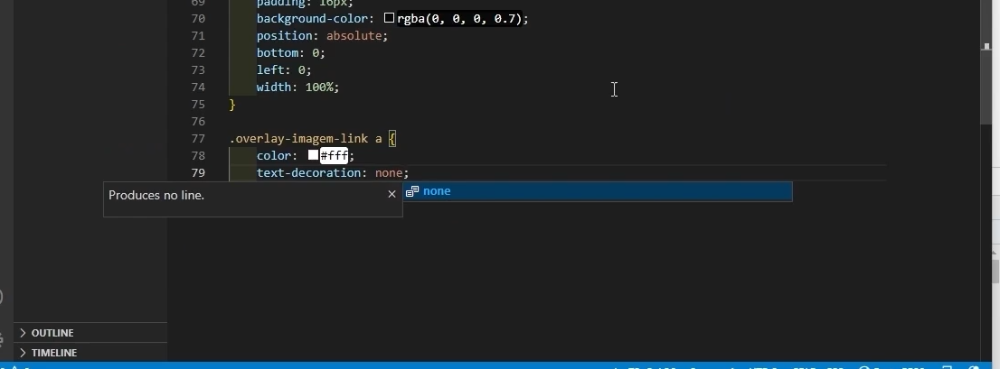 69 padding: 16px;
70 background-color: rgba(0, 0, 0, 0.7);
71 position: absolute;
72 bottom: 0;
73 left: 0;
74 width: 100%;
75 }
76
77 .overlay-imagem-link a {
78 color: #fff;
79 text-decoration: none;
Produces no line. × none
OUTLINE
TIMELINE